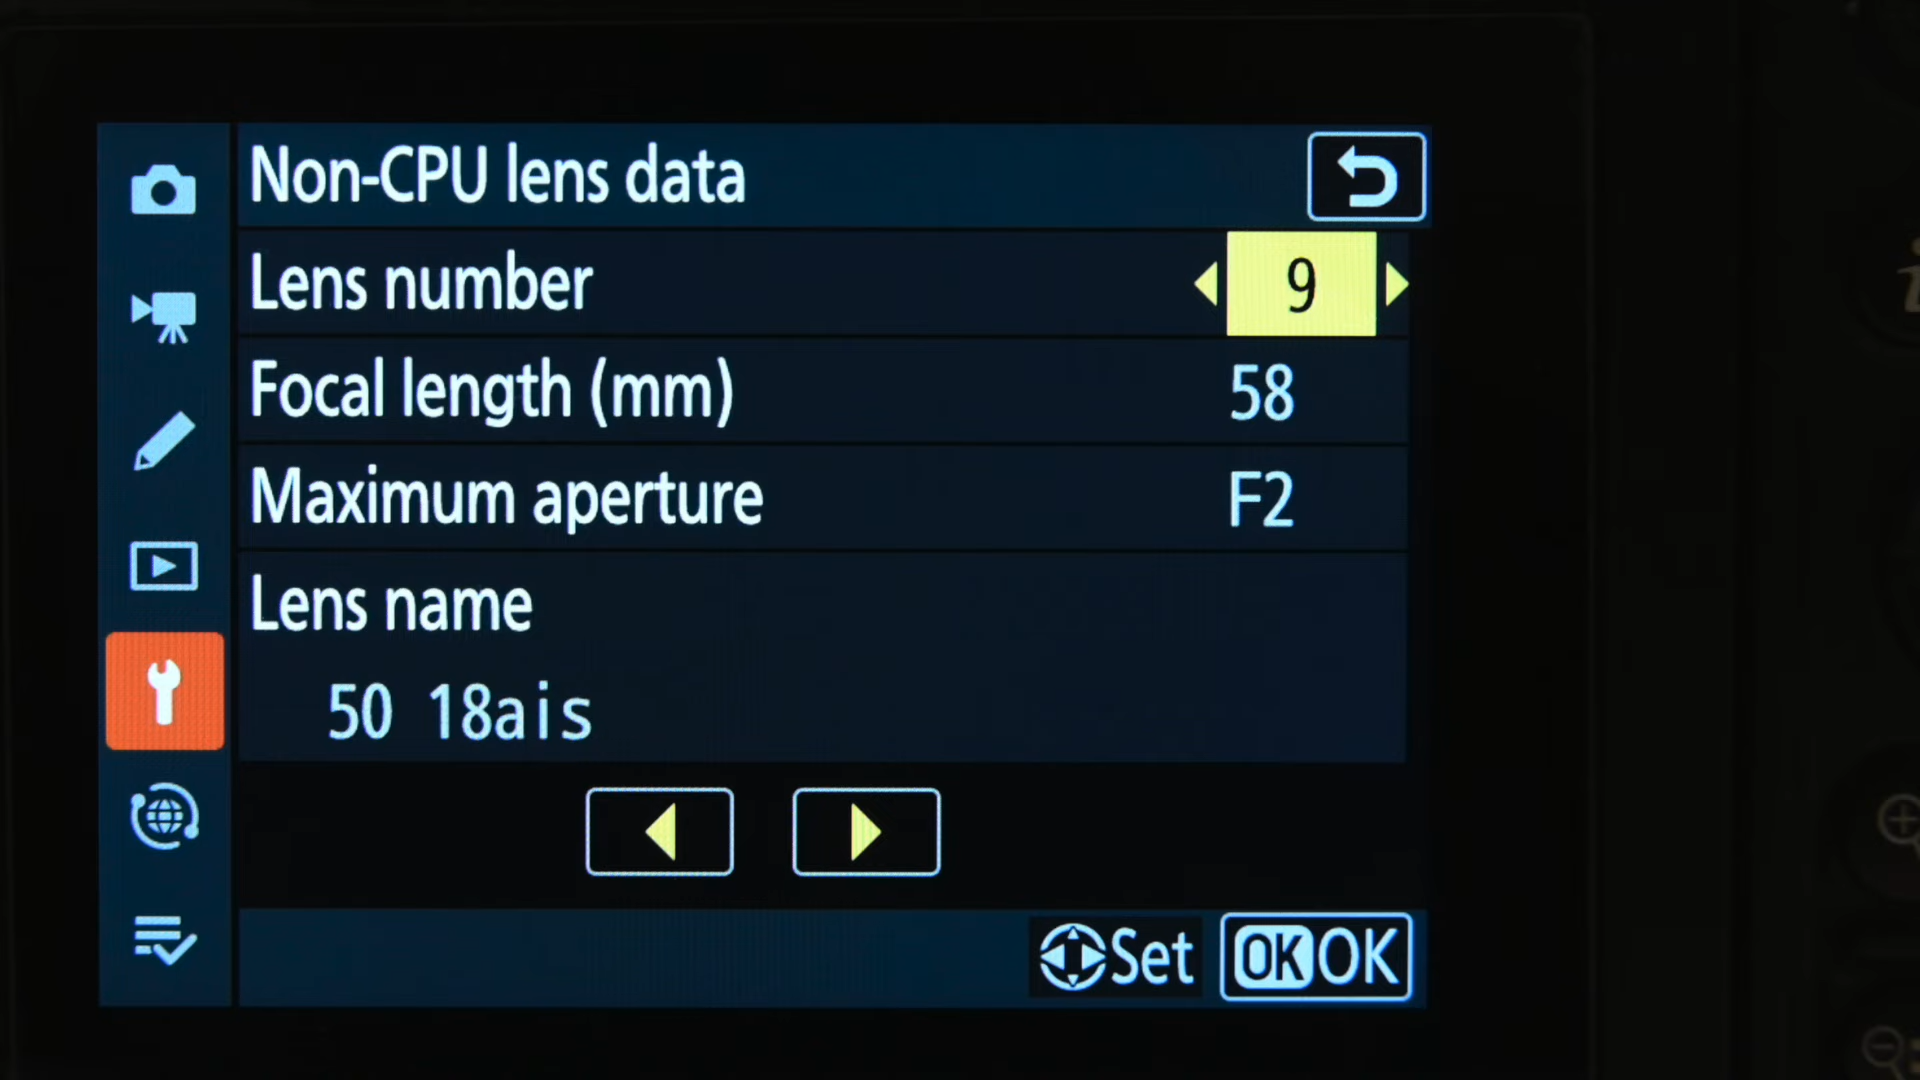 Non-CPU lens data
Lens number 9
Focal length (mm) 58
Maximum aperture F2
Lens name
50 18ais
Set OK OK
i